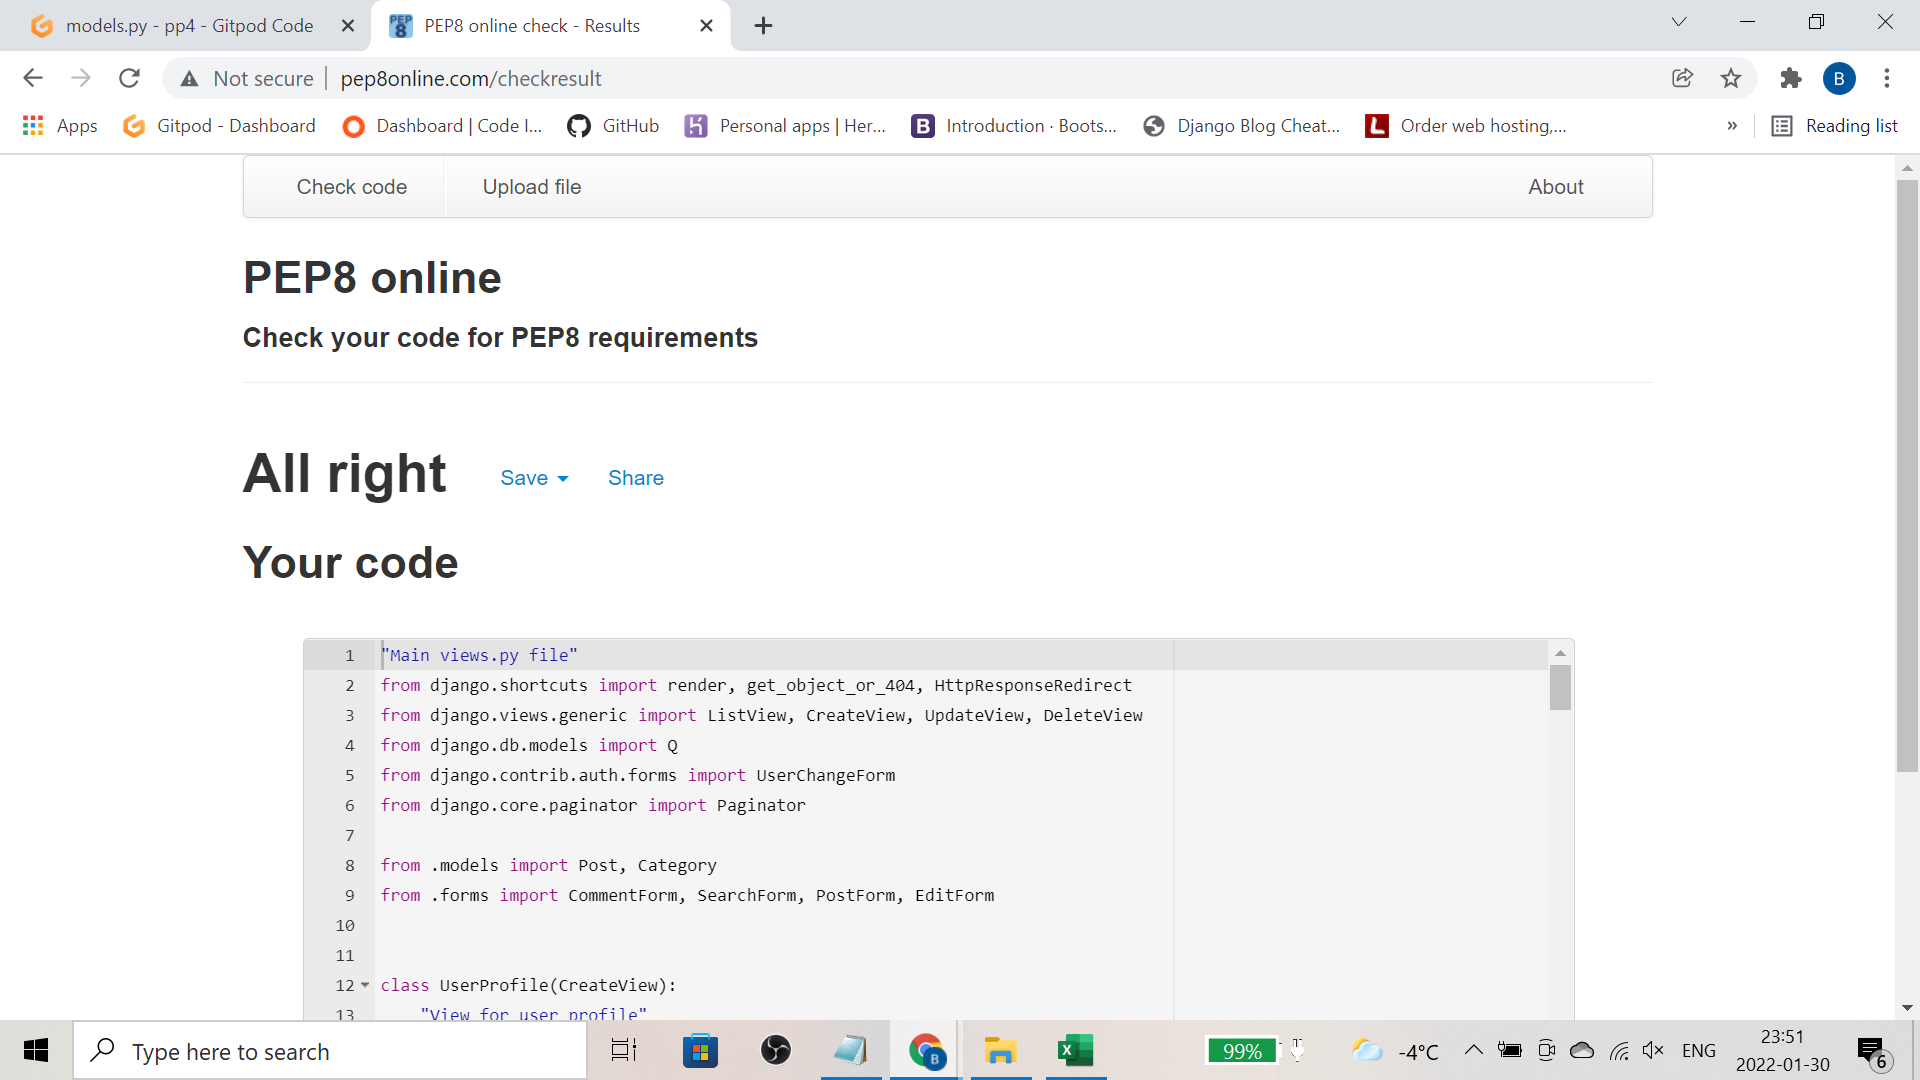 models.py - pp4 - Gitpod Code
PEP8 online check - Results
Not secure
pep8online.com/checkresult
B
Apps
Gitpod - Dashboard
Dashboard | Code I...
GitHub
Personal apps | Her...
Introduction · Boots...
Django Blog Cheat...
Order web hosting,...
»
Reading list
Check code
Upload file
About
PEP8 online
Check your code for PEP8 requirements
All right
Save
Share
Your code
1 "Main views.py file"
2 from django.shortcuts import render, get_object_or_404, HttpResponseRedirect
3 from django.views.generic import ListView, CreateView, UpdateView, DeleteView
4 from django.db.models import Q
5 from django.contrib.auth.forms import UserChangeForm
6 from django.core.paginator import Paginator
7
8 from .models import Post, Category
9 from .forms import CommentForm, SearchForm, PostForm, EditForm
10
11
12 class UserProfile(CreateView):
13 "View for user profile"
Type here to search
99%
-4°C
ENG
23:51
2022-01-30
6